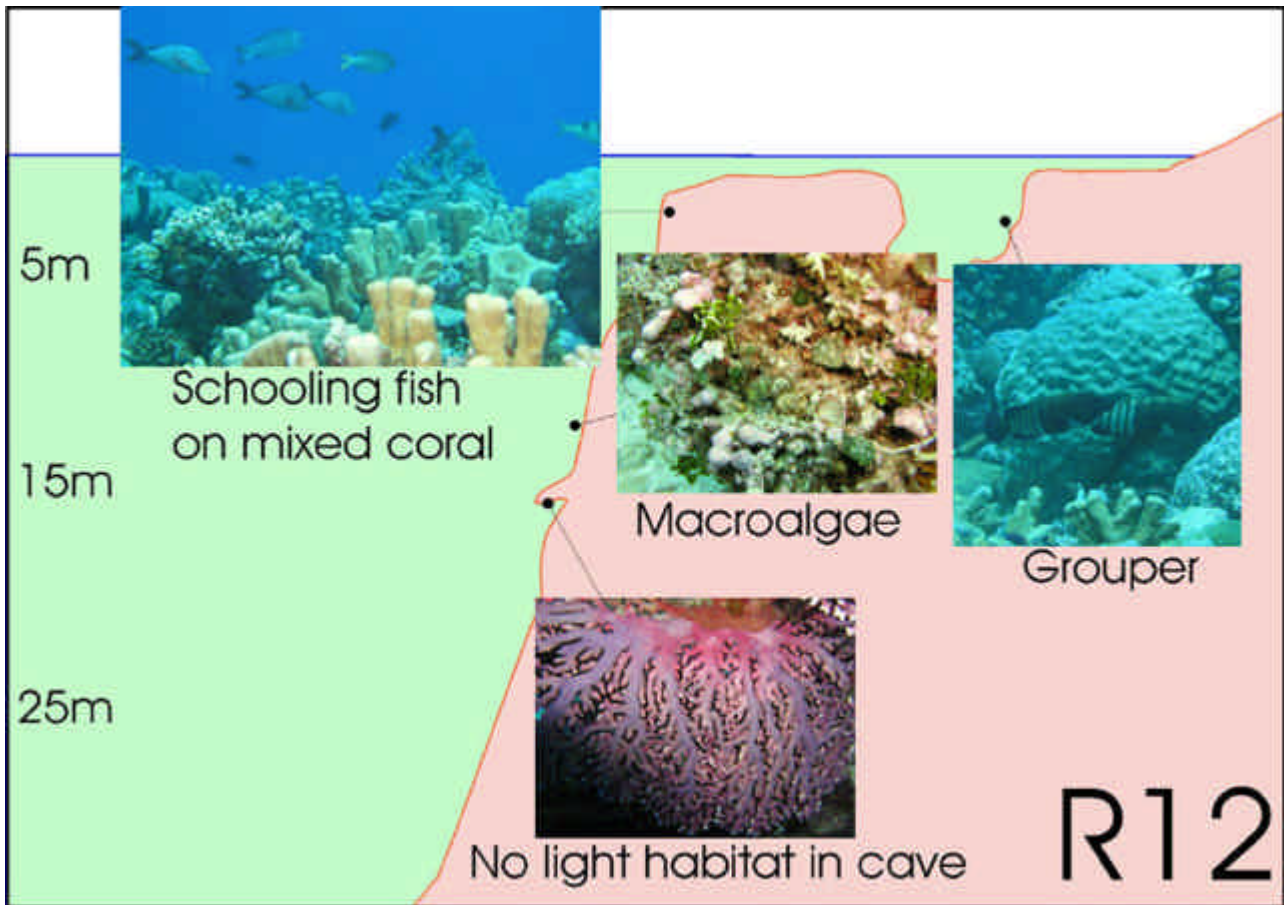 5m
Schooling fish
on mixed coral
15m
Macroalgae
Grouper
25m
No light habitat in cave
R12